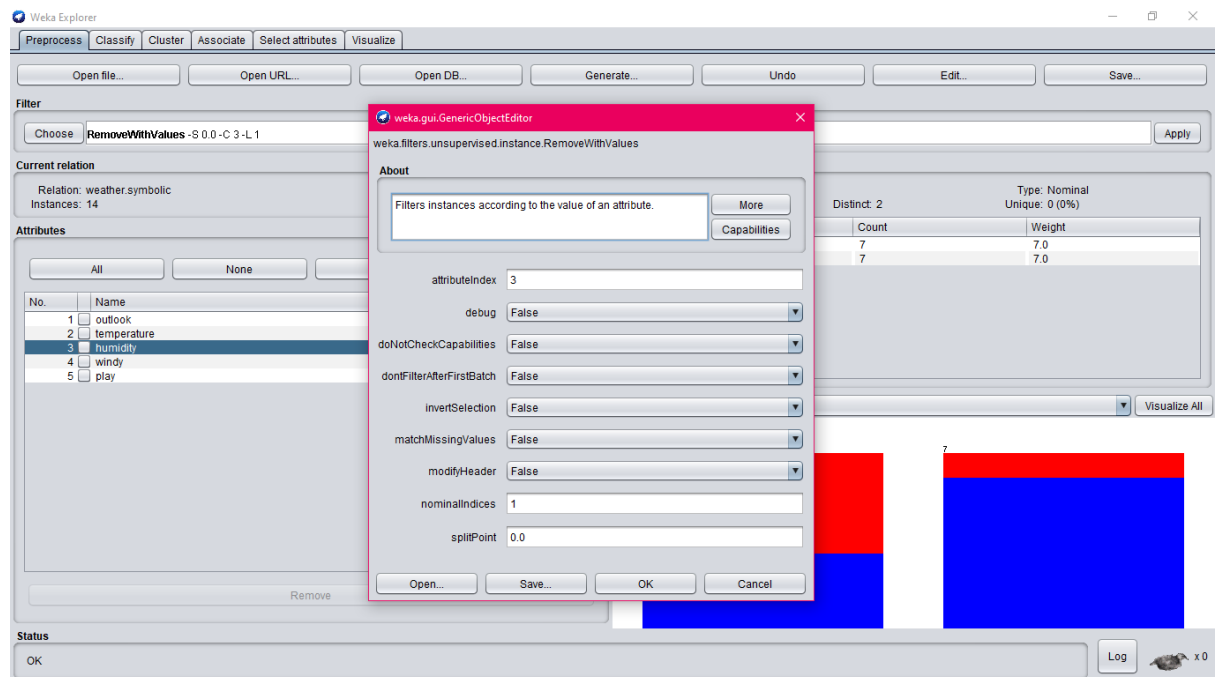 Weka Explorer
Preprocess Classify Cluster Associate Select attributes Visualize
Open file... Open URL... Open DB... Generate... Undo Edit... Save...
Filter
Choose RemoveWithValues -S 0.0 -C 3 -L 1 Apply
Current relation
Relation: weather.symbolic
Instances: 14
Attributes
All None
No. Name
1 outlook
2 temperature
3 humidity
4 windy
5 play
Remove
weka.gui.GenericObjectEditor
weka.filters.unsupervised.instance.RemoveWithValues
About
Filters instances according to the value of an attribute. More
Capabilities
attributeIndex 3
debug False
doNotCheckCapabilities False
dontFilterAfterFirstBatch False
invertSelection False
matchMissingValues False
modifyHeader False
nominalIndices 1
splitPoint 0.0
Open... Save... OK Cancel
Type: Nominal
Distinct: 2 Unique: 0 (0%)
Count Weight
7 7.0
7 7.0
Visualize All
7
Status
OK Log x 0